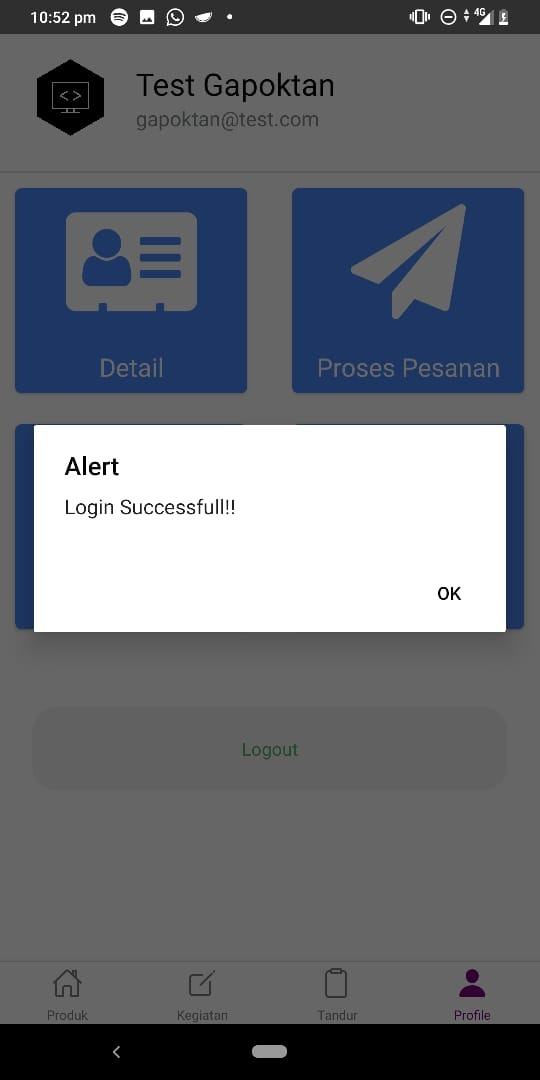 10:52 pm
4G
Test Gapoktan
gapoktan@test.com
Detail
Proses Pesanan
Alert
Login Successfull!!
OK
Logout
Produk
Kegiatan
Tandur
Profile